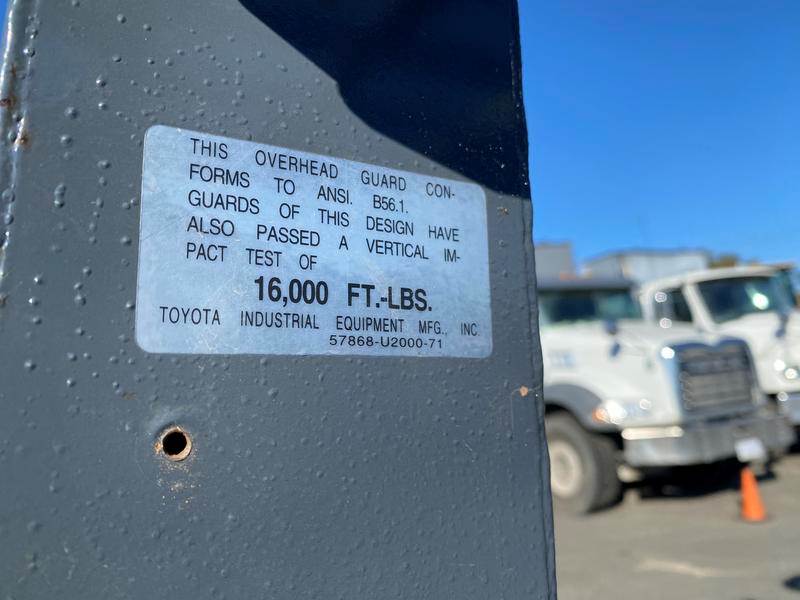 THIS OVERHEAD GUARD CON-
FORMS TO ANSI. B56.1.
GUARDS OF THIS DESIGN HAVE
ALSO PASSED A VERTICAL IM-
PACT TEST OF
16,000 FT.-LBS.
TOYOTA INDUSTRIAL EQUIPMENT MFG., INC.
57868-U2000-71